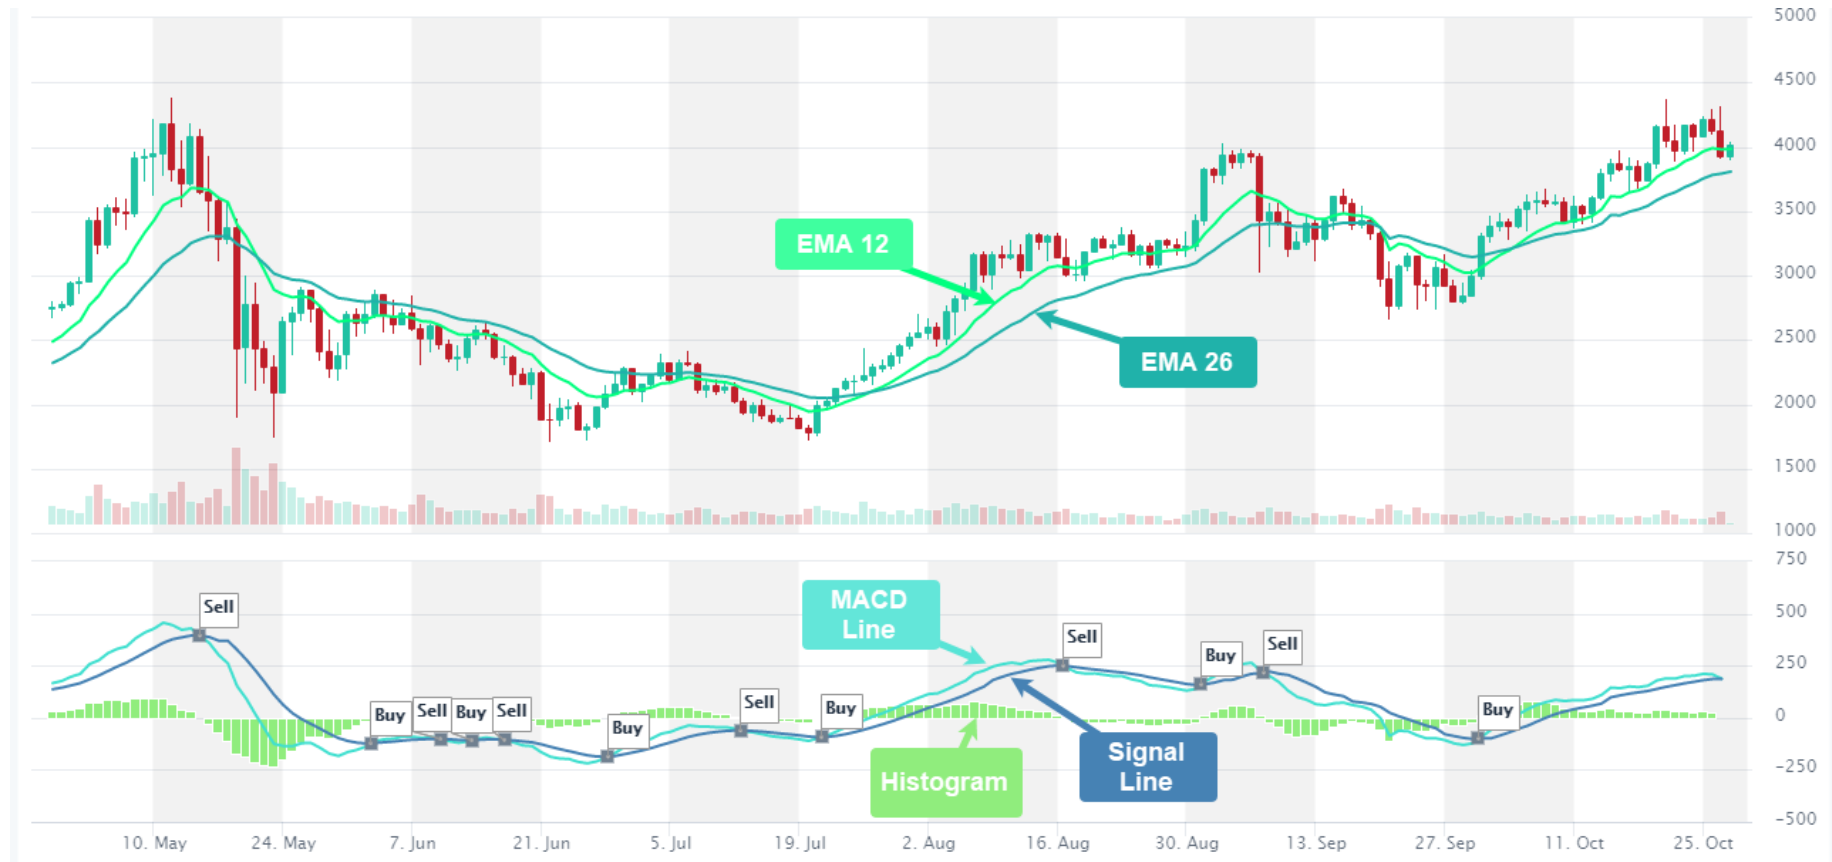 5000
4500
4000
3500
3000
2500
2000
1500
1000
EMA 12
EMA 26
750
500
250
0
-250
-500
Sell
Buy
Sell
Buy
Sell
Buy
Sell
Buy
Sell
Buy
Sell
Buy
MACD
Line
Histogram
Signal
Line
10. May
24. May
7. Jun
21. Jun
5. Jul
19. Jul
2. Aug
16. Aug
30. Aug
13. Sep
27. Sep
11. Oct
25. Oct